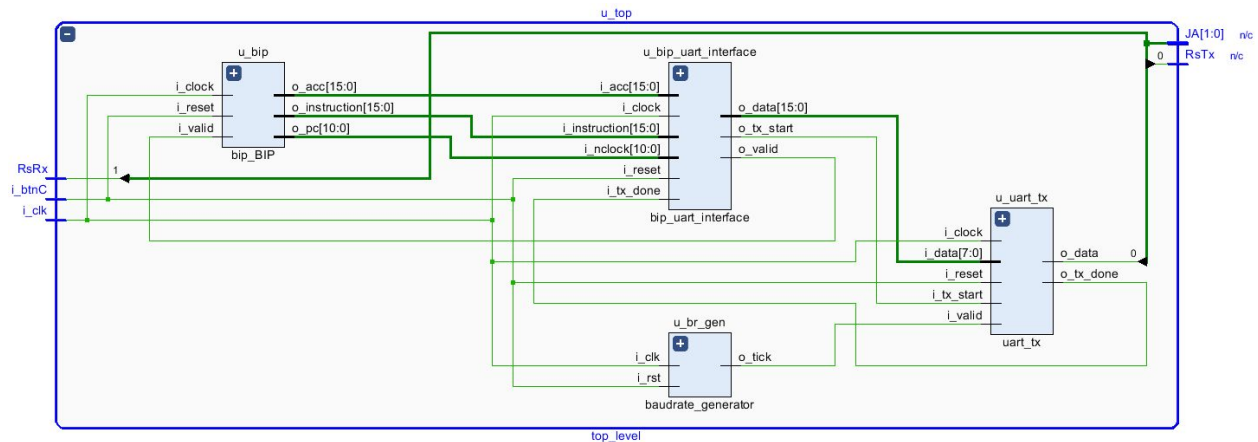 u_top
JA[1:0] n/c
0
RsTx n/c
u_bip
i_clock
o_acc[15:0]
i_reset
o_instruction[15:0]
i_valid
o_pc[10:0]
bip_BIP
u_bip_uart_interface
i_acc[15:0]
i_clock
o_data[15:0]
i_instruction[15:0]
o_tx_start
i_nclock[10:0]
o_valid
i_reset
i_tx_done
bip_uart_interface
RsRx
1
i_btnC
i_clk
u_uart_tx
i_clock
i_data[7:0]
o_data
0
i_reset
o_tx_done
i_tx_start
i_valid
uart_tx
u_br_gen
i_clk
o_tick
i_rst
baudrate_generator
top_level